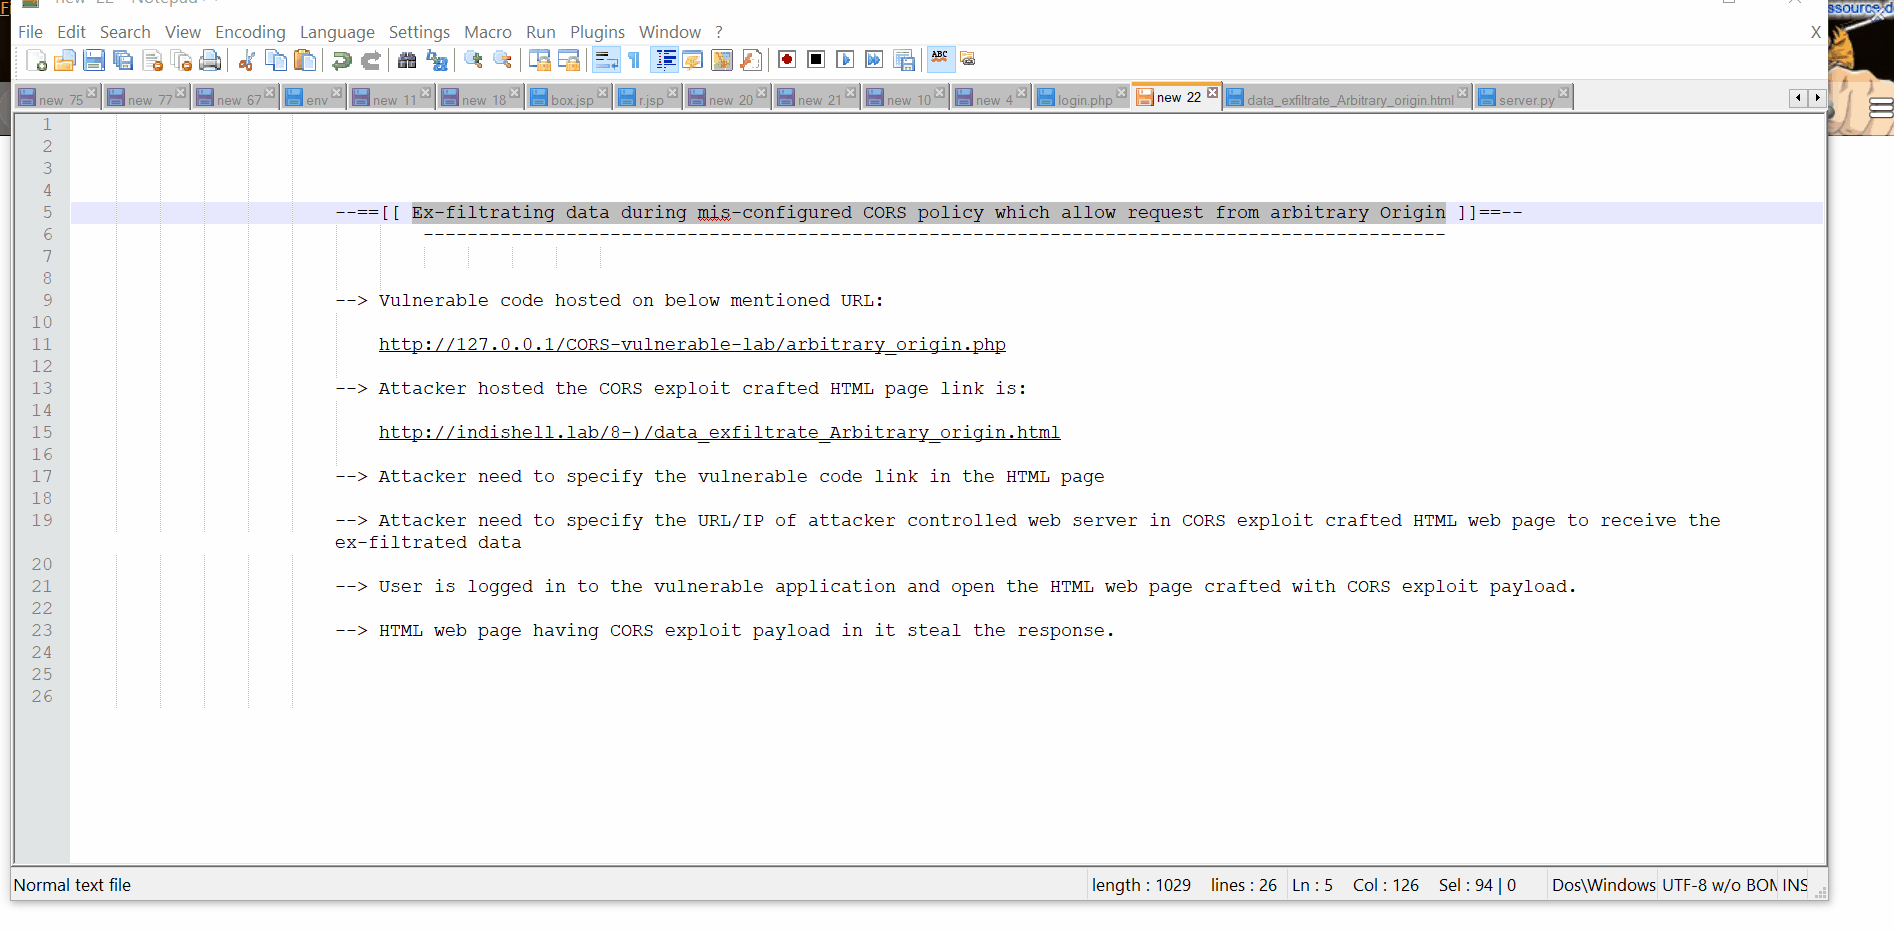 new 22 - Notepad++
File Edit Search View Encoding Language Settings Macro Run Plugins Window ? X
ABC
new 75 new 77 new 67 env new 11 new 18 box.jsp r.jsp new 20 new 21 new 10 new 4 login.php new 22 data_exfiltrate_Arbitrary_origin.html server.py
1
2
3
4
5 --==[[ Ex-filtrating data during mis-configured CORS policy which allow request from arbitrary Origin ]]==--
6 ---------------------------------------------------------------------------------------------
7
8
9 --> Vulnerable code hosted on below mentioned URL:
10
11 http://127.0.0.1/CORS-vulnerable-lab/arbitrary_origin.php
12
13 --> Attacker hosted the CORS exploit crafted HTML page link is:
14
15 http://indishell.lab/8-)/data_exfiltrate_Arbitrary_origin.html
16
17 --> Attacker need to specify the vulnerable code link in the HTML page
18
19 --> Attacker need to specify the URL/IP of attacker controlled web server in CORS exploit crafted HTML web page to receive the
ex-filtrated data
20
21 --> User is logged in to the vulnerable application and open the HTML web page crafted with CORS exploit payload.
22
23 --> HTML web page having CORS exploit payload in it steal the response.
24
25
26
Normal text file length : 1029 lines : 26 Ln : 5 Col : 126 Sel : 94 | 0 Dos\Windows UTF-8 w/o BOM INS